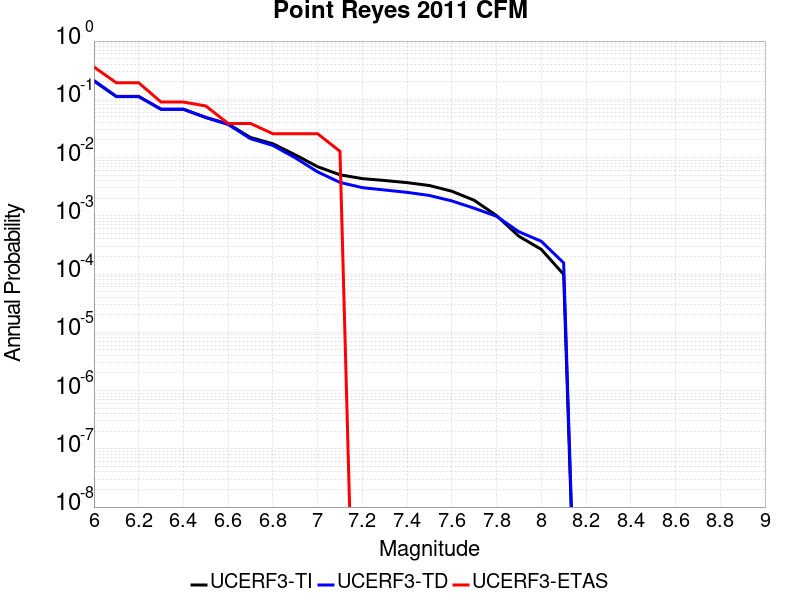 Point Reyes 2011 CFM
Annual Probability
10^0
10^-1
10^-2
10^-3
10^-4
10^-5
10^-6
10^-7
10^-8
6 6.2 6.4 6.6 6.8 7 7.2 7.4 7.6 7.8 8 8.2 8.4 8.6 8.8 9
Magnitude
UCERF3-TI UCERF3-TD UCERF3-ETAS